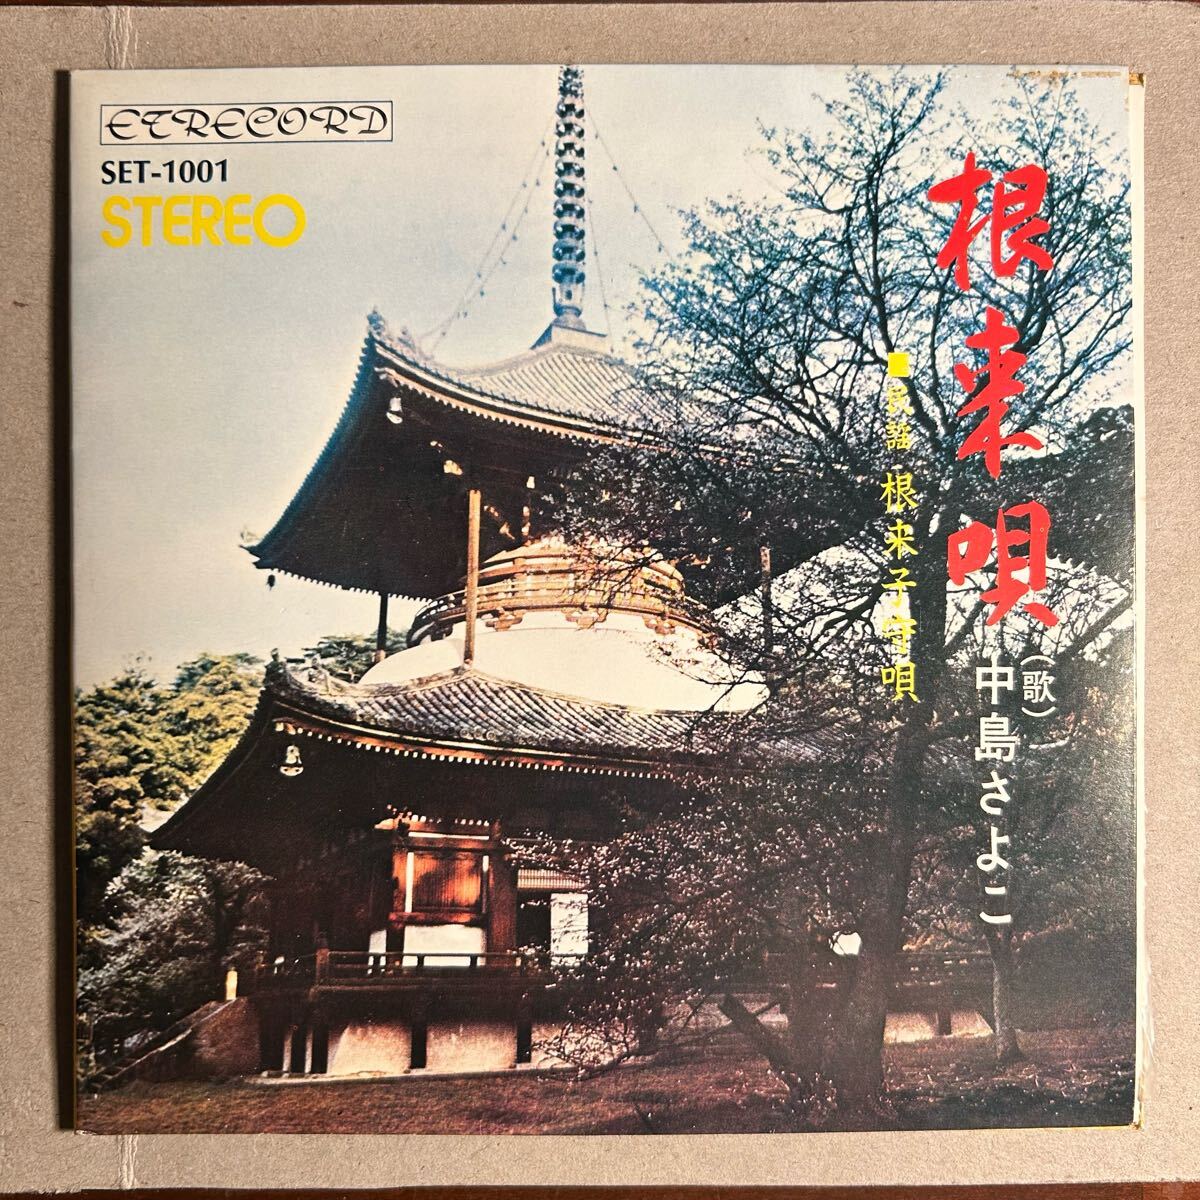 ETRECORD
SET-1001
STEREO
根来唄
■民謡 根来子守唄
(歌)中島さよこ